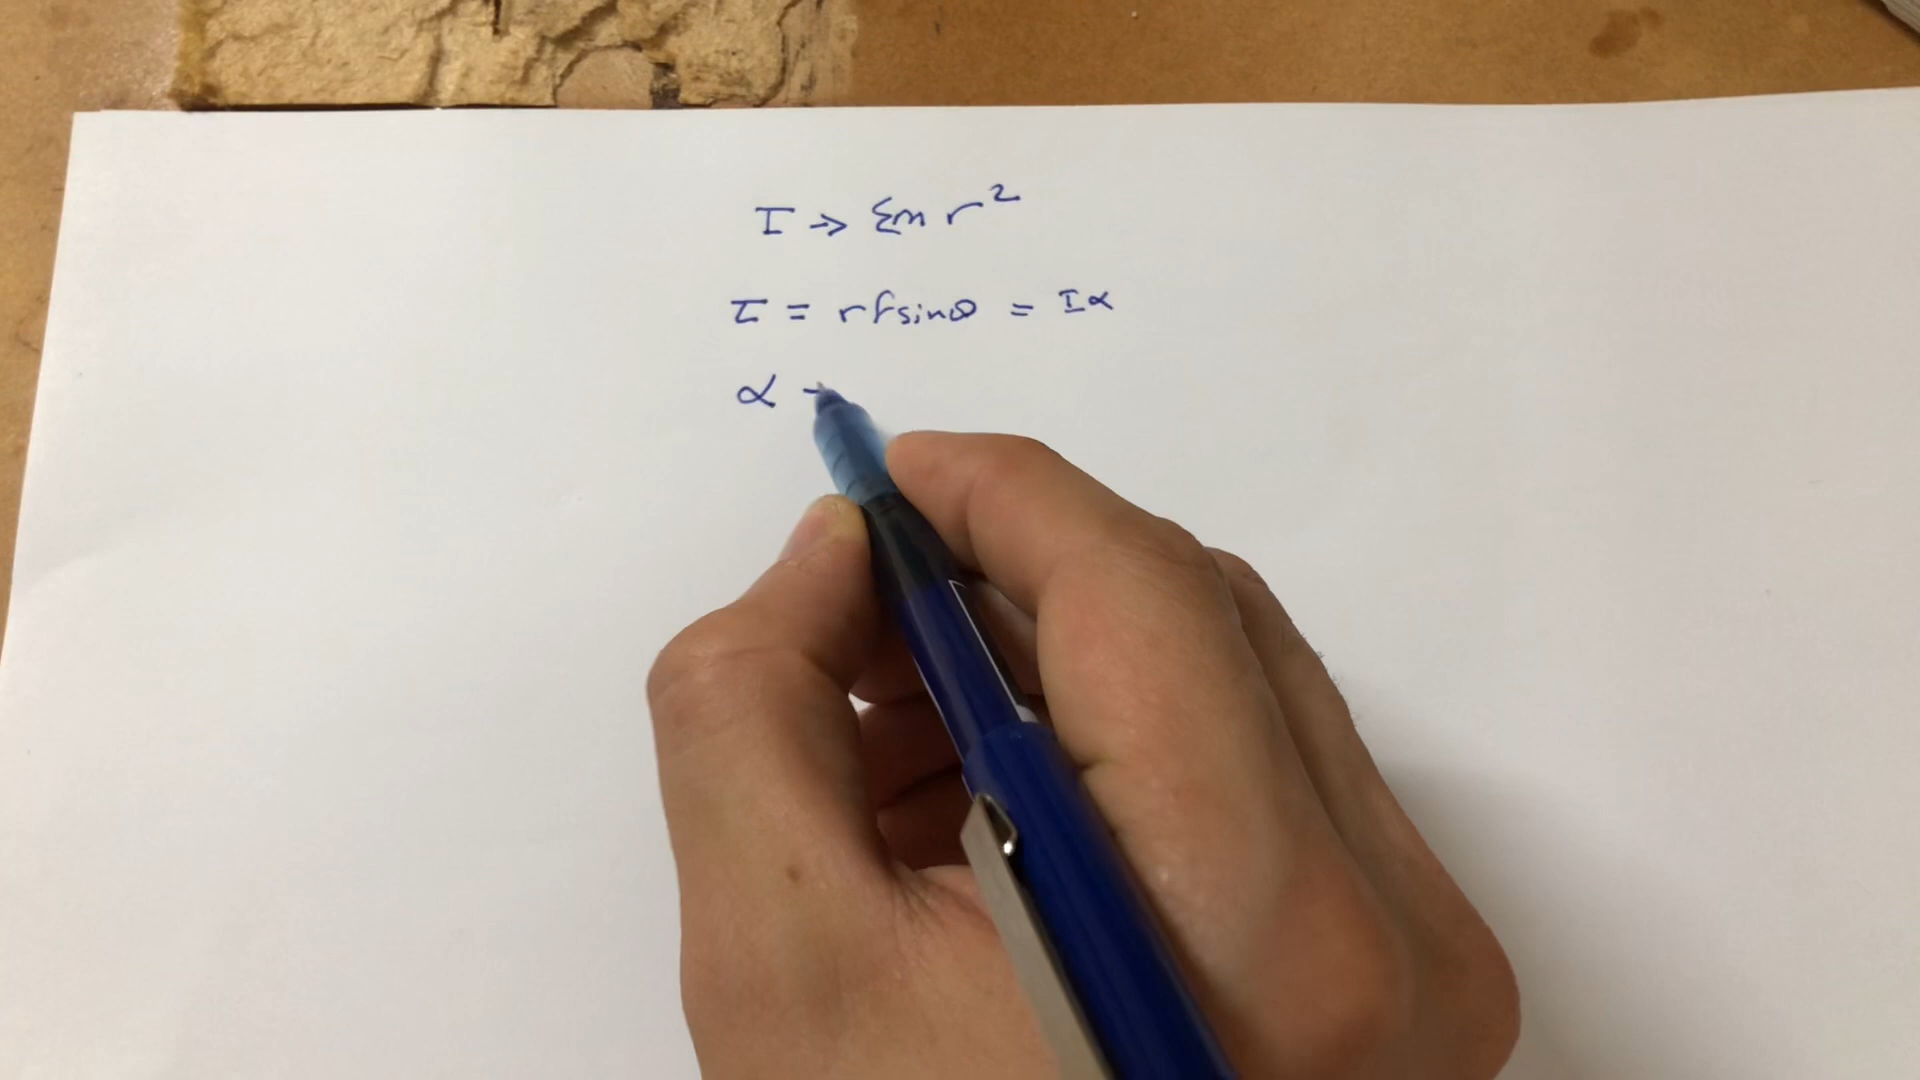 I → Σm r²
τ = rFsinθ = Iα
α -